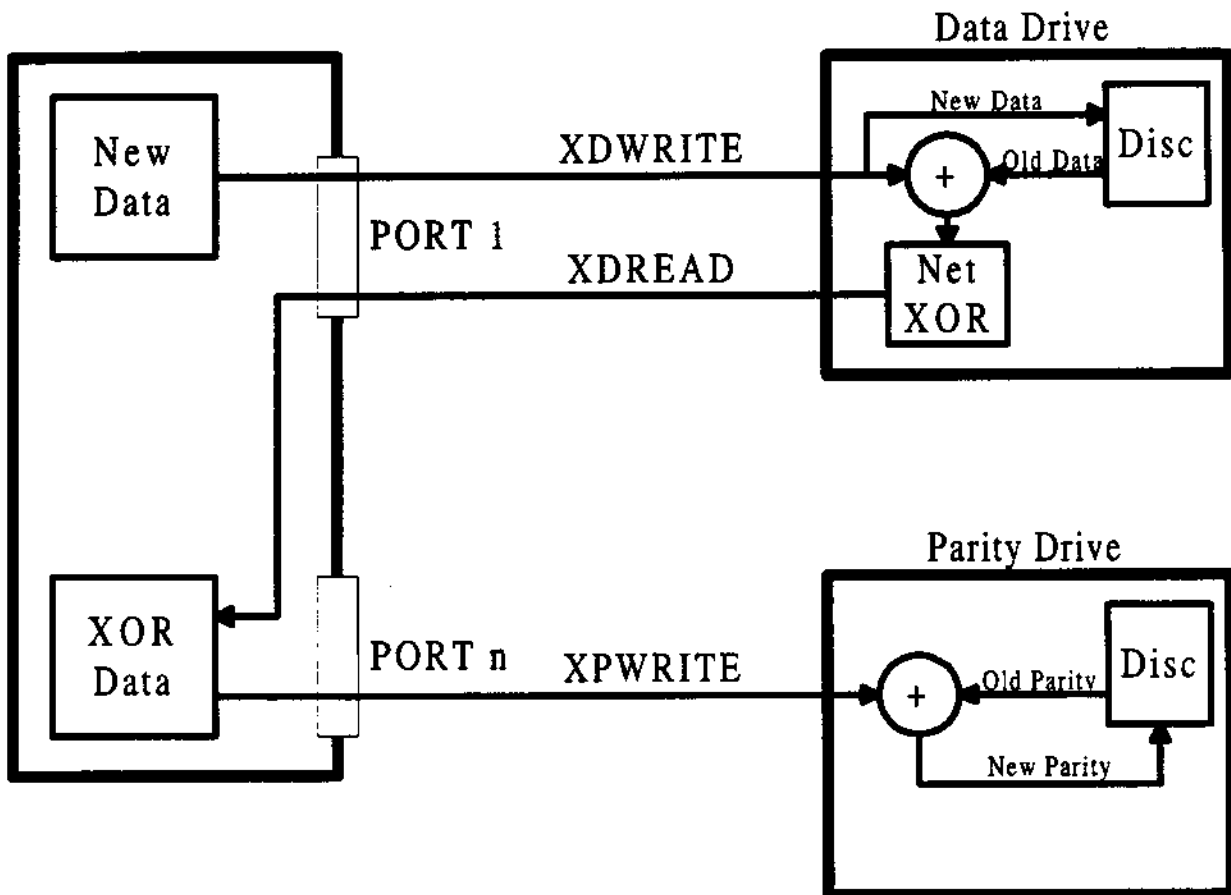 Data Drive
New
Data
XDWRITE
New Data
Disc
+
Old Data
PORT 1
XDREAD
Net
XOR
Parity Drive
XOR
Data
PORT n
XPWRITE
+
Old Parity
Disc
New Parity